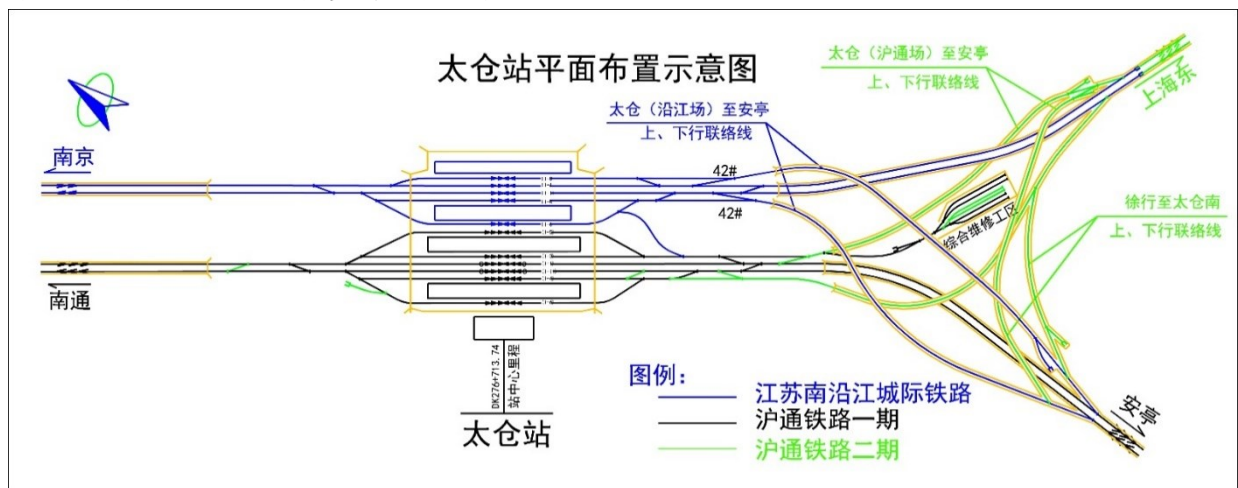 太仓站平面布置示意图
太仓（沪通场）至安亭
上、下行联络线
上海东
太仓（沿江场）至安亭
上、下行联络线
南京
42#
42#
综合维修工区
徐行至太仓南
上、下行联络线
南通
DK276+713.74
站中心里程
太仓站
图例：
江苏南沿江城际铁路
沪通铁路一期
沪通铁路二期
安亭